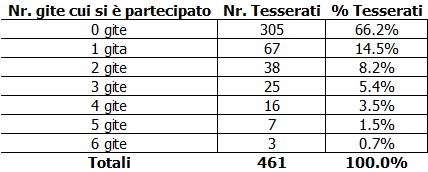 Nr. gite cui si è partecipato Nr. Tesserati % Tesserati
0 gite 305 66.2%
1 gita 67 14.5%
2 gite 38 8.2%
3 gite 25 5.4%
4 gite 16 3.5%
5 gite 7 1.5%
6 gite 3 0.7%
Totali 461 100.0%